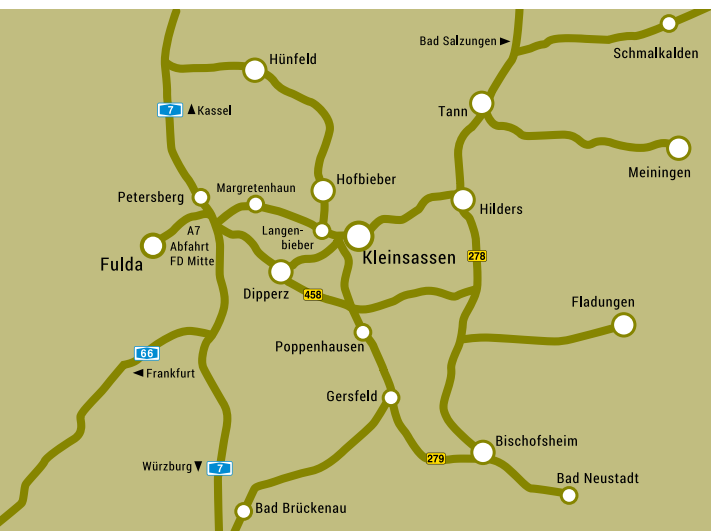 Bad Salzungen ►
Schmalkalden
Hünfeld
7 ▲ Kassel
Tann
Meiningen
Petersberg
Margretenhaun
Hofbieber
Hilders
A7
Abfahrt
FD Mitte
Fulda
Langen-
bieber
Kleinsassen
278
Dipperz
458
Fladungen
Poppenhausen
66
◄ Frankfurt
Gersfeld
Bischofsheim
279
Würzburg ▼ 7
Bad Neustadt
Bad Brückenau